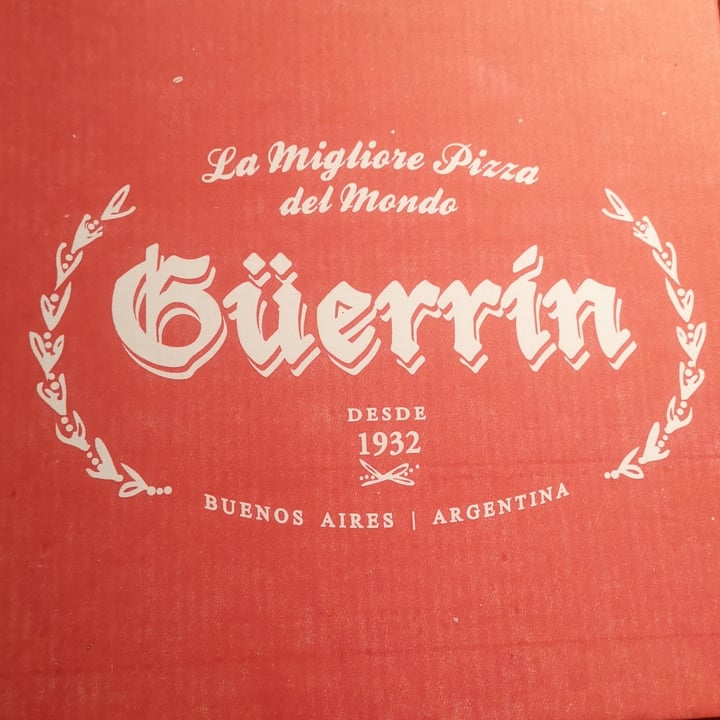 La Migliore Pizza
del Mondo
Güerrín
DESDE
1932
BUENOS AIRES | ARGENTINA